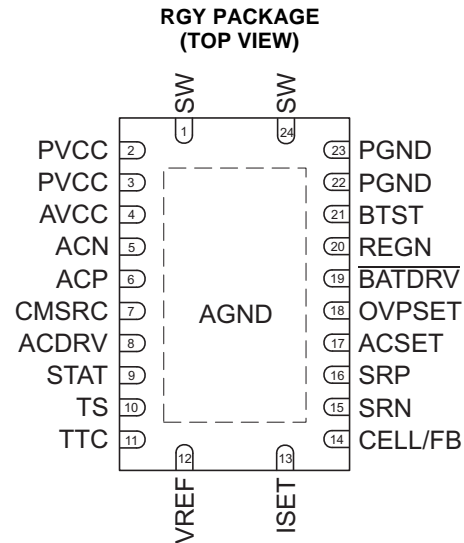 RGY PACKAGE
(TOP VIEW)
SW
SW
1
24
PVCC 2
23 PGND
PVCC 3
22 PGND
AVCC 4
21 BTST
ACN 5
20 REGN
ACP 6
19 BATDRV
CMSRC 7
18 OVPSET
AGND
ACDRV 8
17 ACSET
STAT 9
16 SRP
TS 10
15 SRN
TTC 11
14 CELL/FB
12
13
VREF
ISET